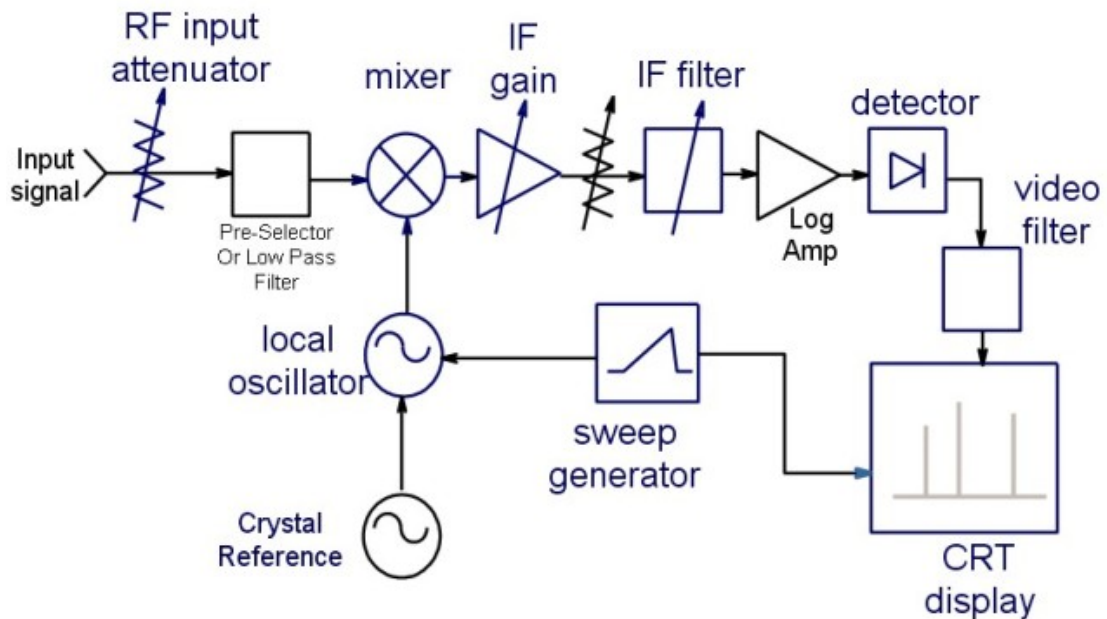 RF input
attenuator
mixer
IF
gain
IF filter
detector
Input
signal
Pre-Selector
Or Low Pass
Filter
Log
Amp
video
filter
local
oscillator
sweep
generator
Crystal
Reference
CRT
display